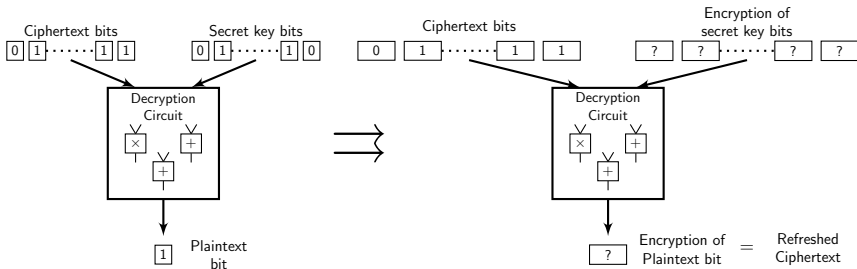 Ciphertext bits
0 1 ······· 1 1
Secret key bits
0 1 ······· 1 0
Decryption
Circuit
× +
+
1 Plaintext
bit
⇒
Ciphertext bits
0 1 ······· 1 1
Encryption of
secret key bits
? ? ······· ? ?
Decryption
Circuit
× +
+
? Encryption of
Plaintext bit
= Refreshed
Ciphertext